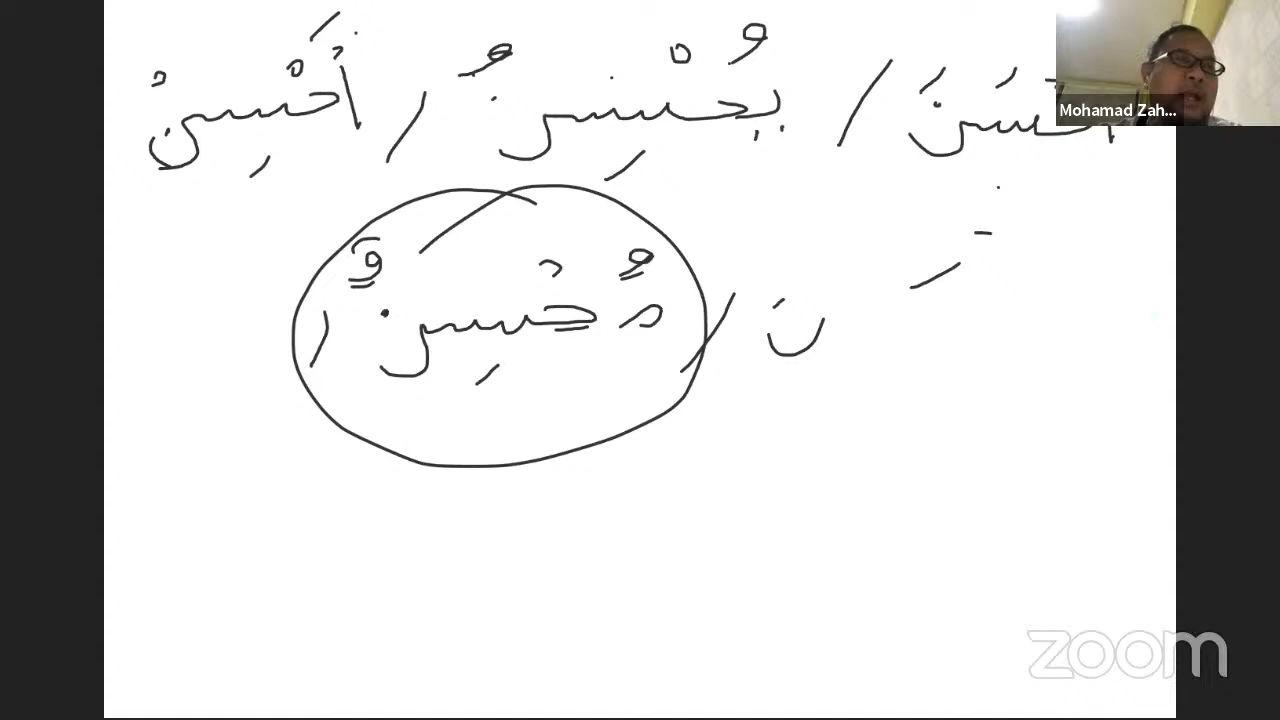 أَحْسَنَ / يُحْسِنُ / أَحْسِنْ
نَ / مُحْسِنٌ /
Mohamad Zah...
zoom